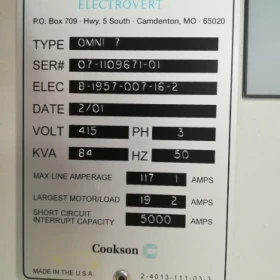 ELECTROVERT
P.O. Box 709 · Hwy. 5 South · Camdenton, MO · 65020
TYPE OMNI 7
SER# 07-1109671-01
ELEC 8-1957-007-16-2
DATE 2/01
VOLT 415 PH 3
KVA 84 HZ 50
MAX LINE AMPERAGE 117 1 AMPS
LARGEST MOTOR/LOAD 19 2 AMPS
SHORT CIRCUIT
INTERRUPT CAPACITY 5000 AMPS
Cookson
MADE IN THE U.S.A. 2-4013-111-03-3